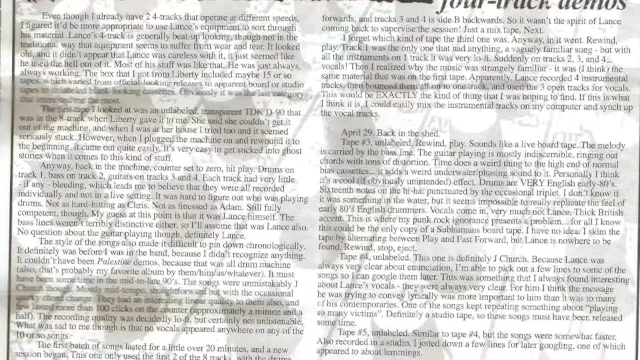 four-track demos
Even though I already have 2 4-tracks that operate at different speeds,
I figured it'd be more appropriate to use Lance's equipment to sort through
his material. Lance's 4-track is generally beat-up looking, though not in the
traditional way that equipment seems to suffer from wear and tear. It looked
old, and it didn't appear that Lance was careless with it, it just seemed like
he used the hell out of it. Most of his stuff was like that. He was just always,
always working. The box that I got from Liberty included maybe 15 or so
tapes, which varied from official-looking releases to apparent board or studio
tapes to unlabeled blank-looking cassettes. Obviously it was the last category
The first tape I looked at was an unlabeled, transparent TDK D-90 that
was in the 8-track when Liberty gave it to me. She said she couldn't get it
out of the machine, and when I was at her house I tried too and it seemed
seriously stuck. However, when I plugged the machine on and rewound it to
the beginning, it came out quite easily. It's very easy to get sucked into ghost
stories when it comes to this kind of stuff.
Anyway, back in the machine, counter set to zero, hit play. Drums on
track 1, bass on track 2, guitars on tracks 3 and 4. Each track had very little
- if any - bleeding, which leads me to believe that they were all recorded
individually and not in a live setting. It was hard to figure out who was playing
drums. Not as hard-hitting as Chris. Not as hessed as Adam. Still fully
competent, though. My guess at this point is that it was Lance himself. The
bass lines weren't terribly distinctive either, so I'll assume that was Lance also.
No question about the guitar playing though, definitely Lance.
The style of the songs also made it difficult to pin down chronologically.
It definitely was before I was in the band, because I didn't recognize anything.
It couldn't have been Palestine demos, because that was all drum machine
(also, that's probably my favorite album by them/him/us/whatever). It must
have been some time in the mid-to-late 90's. The songs were unmistakably J
Church though. Mostly mid-tempo, straightforward but with the occasional
They had an intriguing linear quality to them also, and
few lasted more than 100 clicks on the counter (approximately a minute and a
half). The recording quality was decidedly lo-fi, but certainly not unlistenable.
What was sad to me though is that no vocals appeared anywhere on any of the
10 or so songs.
The first batch of songs lasted for a little over 20 minutes, and a new
session began. This one only used the first 2 of the 8 tracks, with the drums
forwards, and tracks 3 and 4 is side B backwards. So it wasn't the spirit of Lance
coming back to supervise the session! Just a mix tape. Next.
I forget which kind of tape the third one was. Anyway, in it went. Rewind,
play. Track 1 was the only one that had anything, a vaguely familiar song - but with
all the instruments on 1 track it was very lo-fi. Suddenly on tracks 2, 3, and 4...
vocals! Then I realized why the music was strangely familiar - it was (I think) the
same material that was on the first tape. Apparently, Lance recorded 4 instrumental
tracks, then bounced them all on to one track, and used the 3 open tracks for vocals.
This would be EXACTLY the kind of thing that I was hoping to find. If this is what
I think it is, I could easily mix the instrumental tracks on my computer and synch up
the vocal tracks.
April 29. Back in the shed.
Tape #3, unlabeled. Rewind, play. Sounds like a live board tape. The melody
is carried by the bass line. The guitar playing is mostly indiscernible, ringing out
chords with tons of distortion. Time does a weird thing to the high end of normal
bias cassettes... it adds a weird underwater/phasing sound to it. Personally I think
it's a cool (if obviously unintended) effect. Drums are VERY English early-80's.
Sixteenth notes on the hi-hat punctuated by the occasional triplet. I don't know if
it was something in the water, but it seems impossible to really replicate the feel of
early 80's English drummers. Vocals come in, very much not Lance. Thick British
accent. This is where my punk rock ignorance presents a problem... for all I know
this could be the only copy of a Subhumans board tape. I have no idea. I skim the
tape by alternating between Play and Fast Forward, but Lance is nowhere to be
found. Rewind, stop, eject.
Tape #4, unlabeled. This one is definitely J Church. Because Lance was
always very clear about enunciation, I'm able to pick out a few lines to some of the
songs so I can google them later. This was something that I always found interesting
about Lance's vocals - they were always very clear. For him I think the message
he was trying to convey lyrically was more important to him than it was to many
of his contemporaries. One of the songs kept repeating something about "playing
so many victims". Definitely a studio tape, so these songs must have been released
at some time.
Tape #5, unlabeled. Similar to tape #4, but the songs were somewhat faster.
Also recorded in a studio, I jotted down a few lines for later googling, one of which
appeared to lemmings.